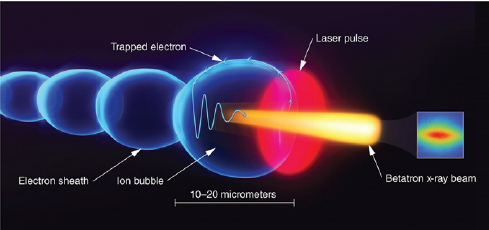 Trapped electron
Laser pulse
Electron sheath
Ion bubble
Betatron x-ray beam
10–20 micrometers